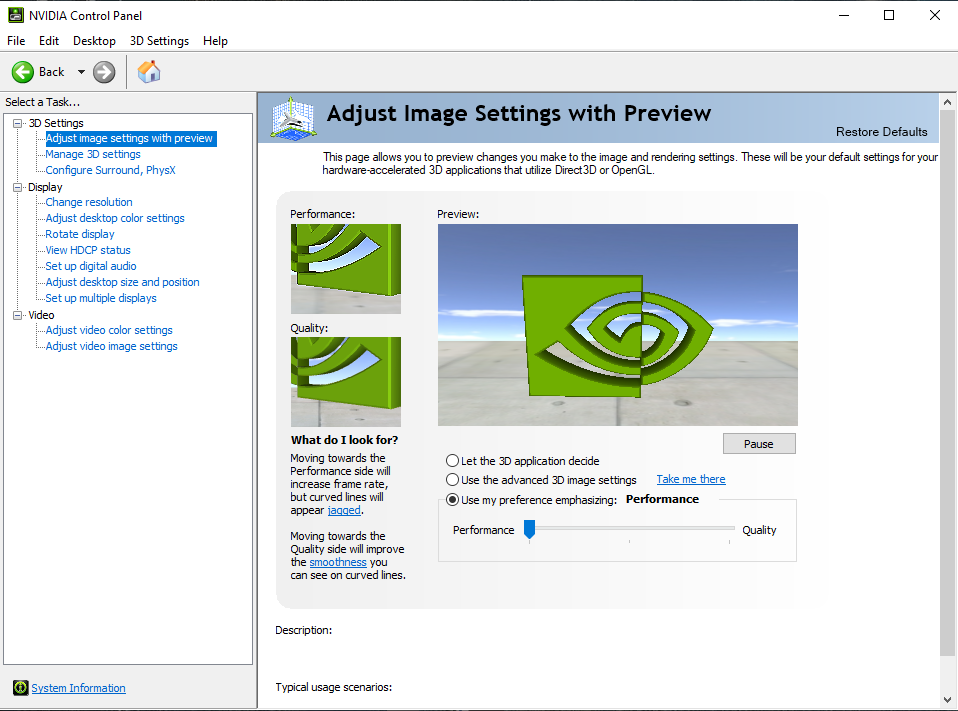 NVIDIA Control Panel
File Edit Desktop 3D Settings Help
Back
Select a Task...
3D Settings
Adjust image settings with preview
Manage 3D settings
Configure Surround, PhysX
Display
Change resolution
Adjust desktop color settings
Rotate display
View HDCP status
Set up digital audio
Adjust desktop size and position
Set up multiple displays
Video
Adjust video color settings
Adjust video image settings
System Information
Adjust Image Settings with Preview
Restore Defaults
This page allows you to preview changes you make to the image and rendering settings. These will be your default settings for your
hardware-accelerated 3D applications that utilize Direct3D or OpenGL.
Performance:
Quality:
What do I look for?
Moving towards the
Performance side will
increase frame rate,
but curved lines will
appear jagged.
Moving towards the
Quality side will improve
the smoothness you
can see on curved lines.
Preview:
Pause
Let the 3D application decide
Use the advanced 3D image settings Take me there
Use my preference emphasizing: Performance
Performance Quality
Description:
Typical usage scenarios: